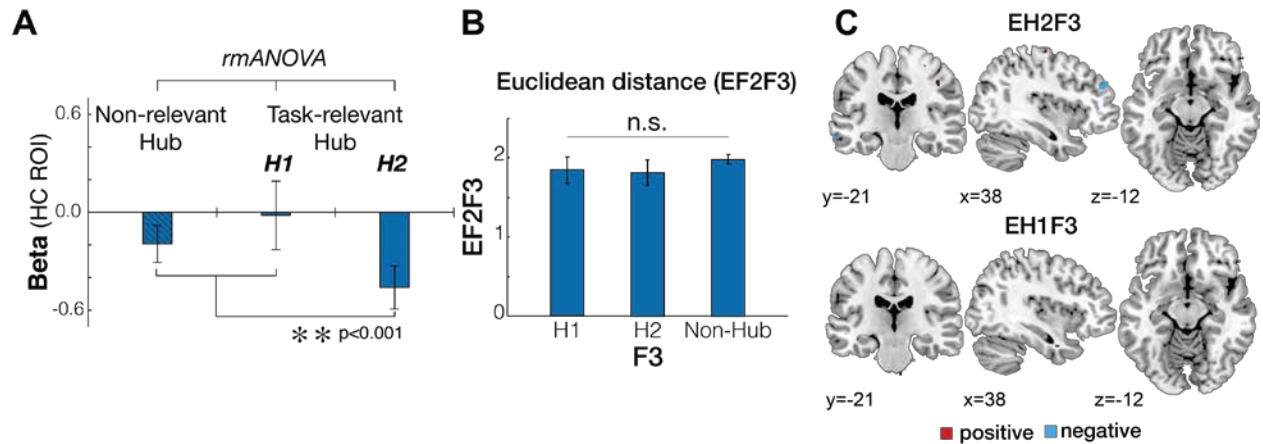 A
rmANOVA
Non-relevant Hub
Task-relevant Hub
H1
H2
Beta (HC ROI)
0.6
0.0
-0.6
** p<0.001
B
Euclidean distance (EF2F3)
n.s.
EF2F3
2
1
0
H1
H2
Non-Hub
F3
C
EH2F3
y=-21
x=38
z=-12
EH1F3
y=-21
x=38
z=-12
positive
negative